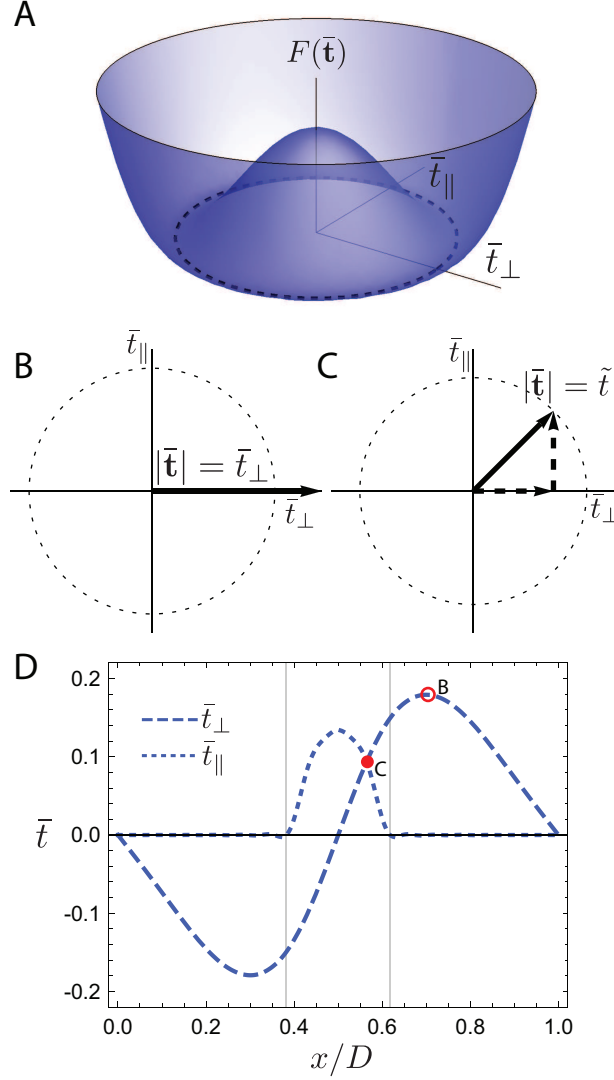 A
F(t̄)
t̄∥
t̄⊥
B
t̄∥
|t̄| = t̄⊥
t̄⊥
C
t̄∥
|t̄| = t̃
t̄⊥
D
0.2
0.1
0.0
-0.1
-0.2
t̄
t̄⊥
t̄∥
B
C
0.0 0.2 0.4 0.6 0.8 1.0
x/D